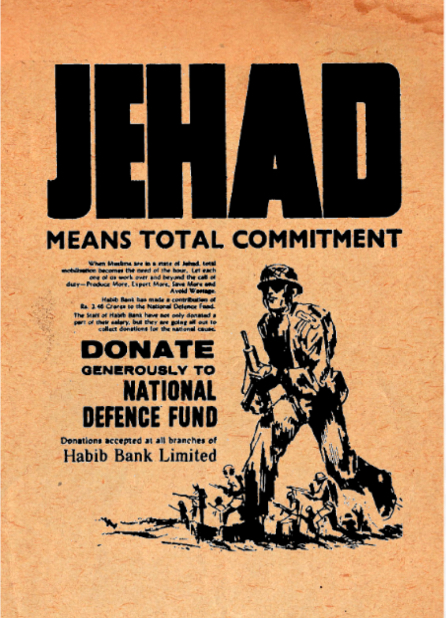 JEHAD
MEANS TOTAL COMMITMENT
When Muslims are in a state of Jehad, total
mobilisation becomes the need of the hour. Let each
one of us work over and beyond the call of
duty—Produce More, Export More, Save More and
Avoid Wastage.
Habib Bank has made a contribution of
Rs. 2.46 Crores to the National Defence Fund.
The Staff of Habib Bank have not only donated a
part of their salary, but they are going all out to
collect donations for the national cause.
DONATE
GENEROUSLY TO
NATIONAL
DEFENCE FUND
Donations accepted at all branches of
Habib Bank Limited